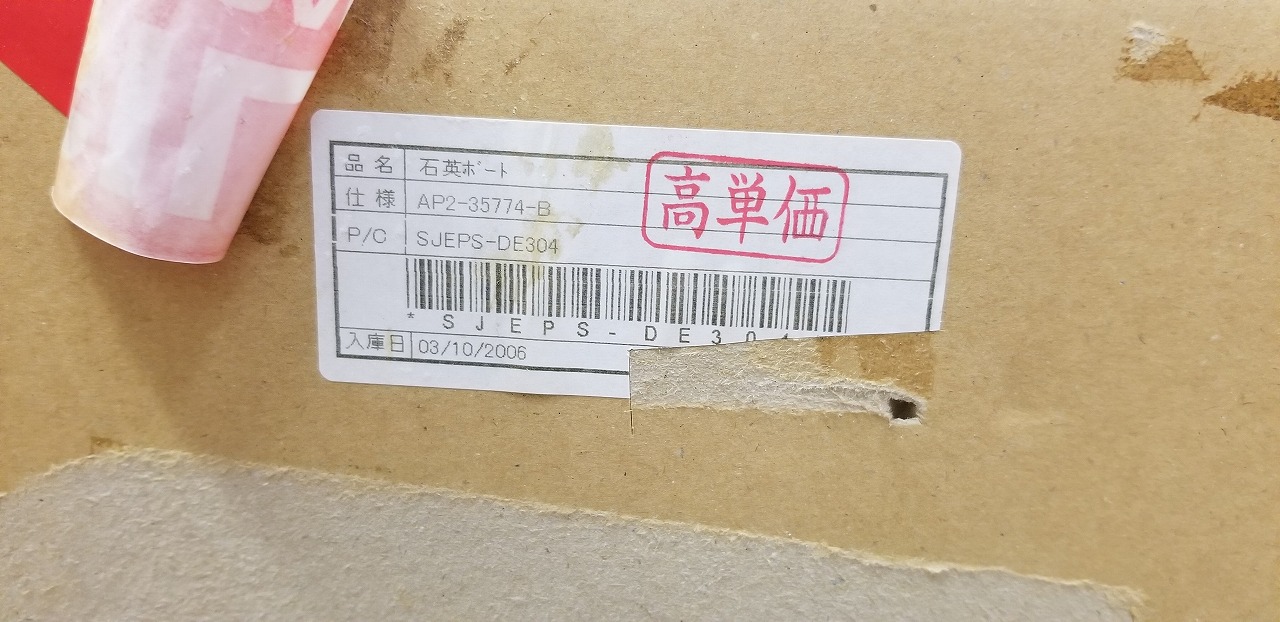 品名 石英ボート
仕様 AP2-35774-B
高単価
P/C SJEPS-DE304
*SJEPS-DE30
入庫日 03/10/2006